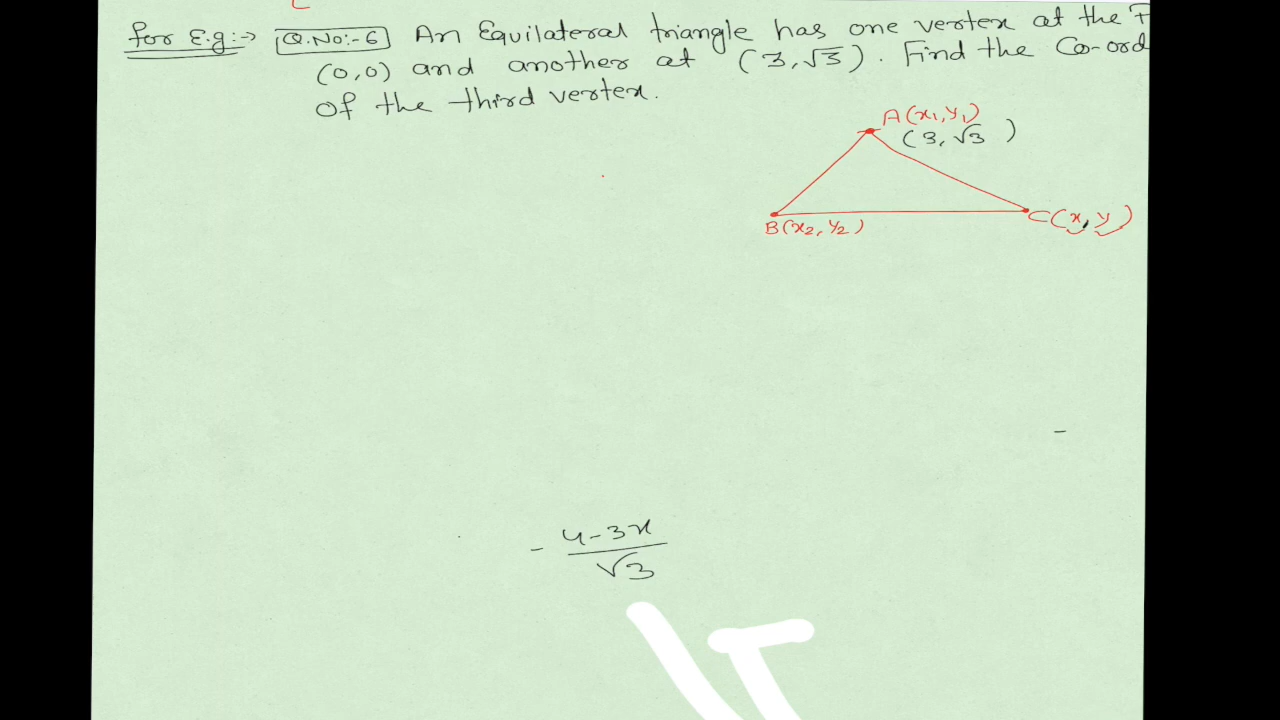 for E.g:→ Q.No:-6 An Equilateral triangle has one vertex at the
(0,0) and another at (3,√3). Find the Co-ord
of the third vertex.
A(x₁,y₁)
(3,√3)
B(x₂,y₂)
C(x,y)
-
- 4-3x
√3